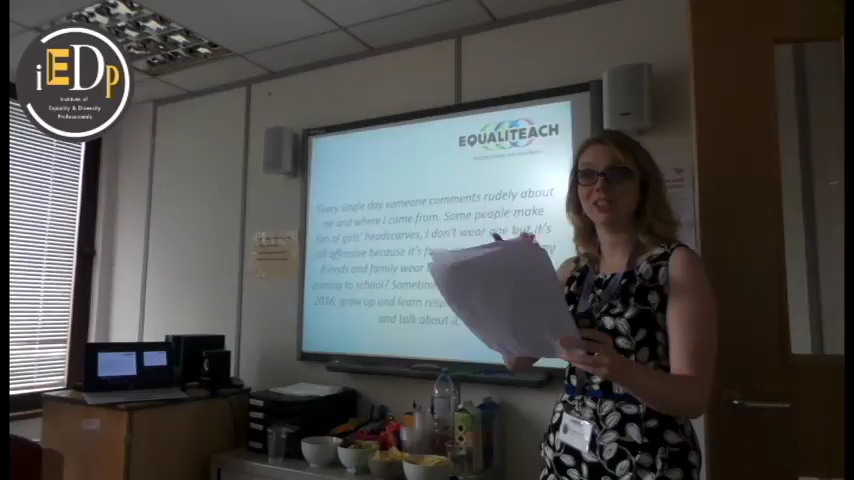 iEDp
Institute of
Equality & Diversity
Professionals
EQUALITEACH
'Every single day someone comments rudely about
me and where I come from. Some people make
fun of girls' headscarves, I don't wear one but it's
still offensive because it's
friends and family wear
coming to school?
2016, grow up and learn
and talk about it.